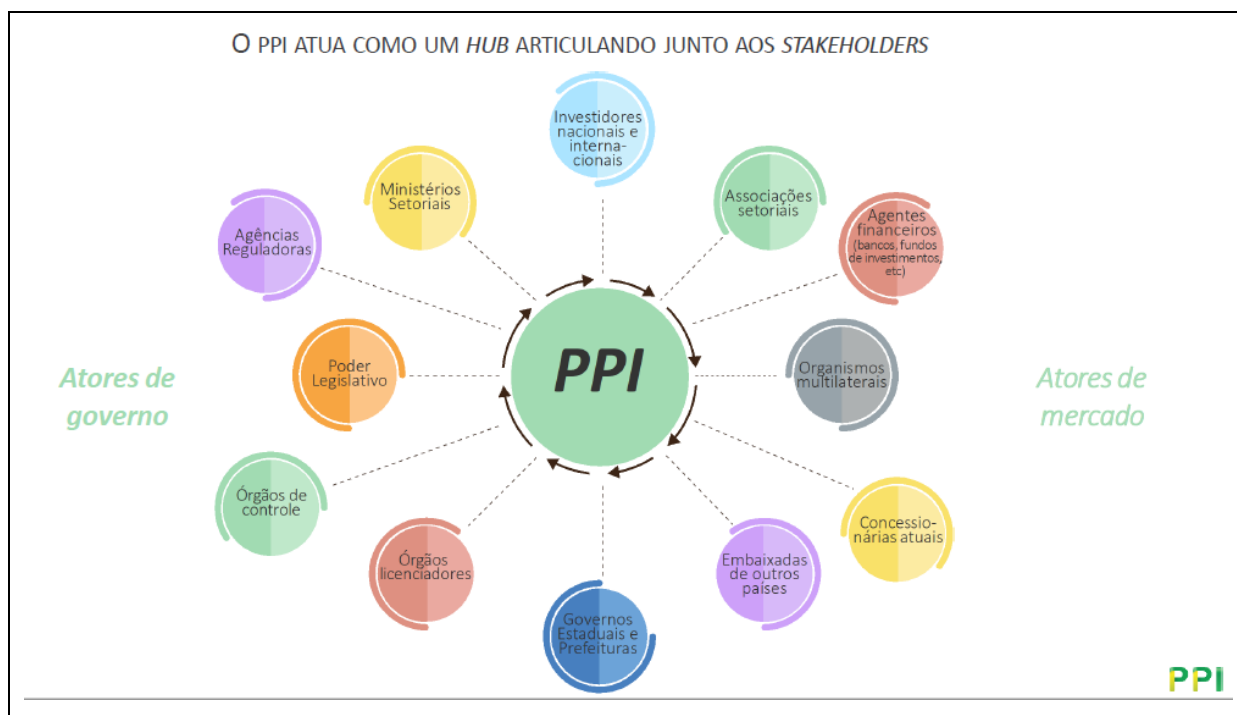 O PPI ATUA COMO UM HUB ARTICULANDO JUNTO AOS STAKEHOLDERS
Investidores
nacionais e
interna-
cionais
Associações
setoriais
Agentes
financeiros
(bancos, fundos
de investimentos,
etc)
Organismos
multilaterais
Concessio-
nárias atuais
Embaixadas
de outros
países
Governos
Estaduais e
Prefeituras
Órgãos
licenciadores
Órgãos de
controle
Poder
Legislativo
Agências
Reguladoras
Ministérios
Setoriais
PPI
Atores de
governo
Atores de
mercado
PPI